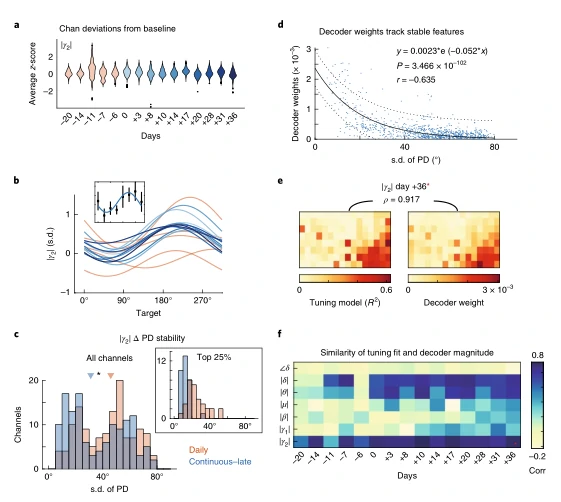 a
Chan deviations from baseline
|γ₂|
Average z-score
2
0
−2
−20 −14 −11 −7 −6 0 +3 +8 +10 +14 +17 +20 +28 +31 +36
Days
b
|γ₂| (s.d.)
1
0
−1
0° 90° 180° 270°
Target
c
|γ₂| Δ PD stability
All channels
*
Channels
20
10
0
0° 40° 80°
s.d. of PD
12
0
Top 25%
0° 80°
Daily
Continuous–late
d
Decoder weights track stable features
Decoder weights (× 10⁻³)
3
2
1
0
y = 0.0023*e (−0.052*x)
P = 3.466 × 10⁻¹⁰²
r = −0.635
0 40 80
s.d. of PD (°)
e
|γ₂| day +36*
ρ = 0.917
0 0.6
Tuning model (R²)
0 3 × 10⁻³
Decoder weight
f
Similarity of tuning fit and decoder magnitude
∠δ
|δ|
|θ|
|μ|
|β|
|γ₁|
|γ₂|
−20 −14 −11 −7 −6 0 +3 +8 +10 +14 +17 +20 +28 +31 +36
Days
0.8
−0.2
Corr